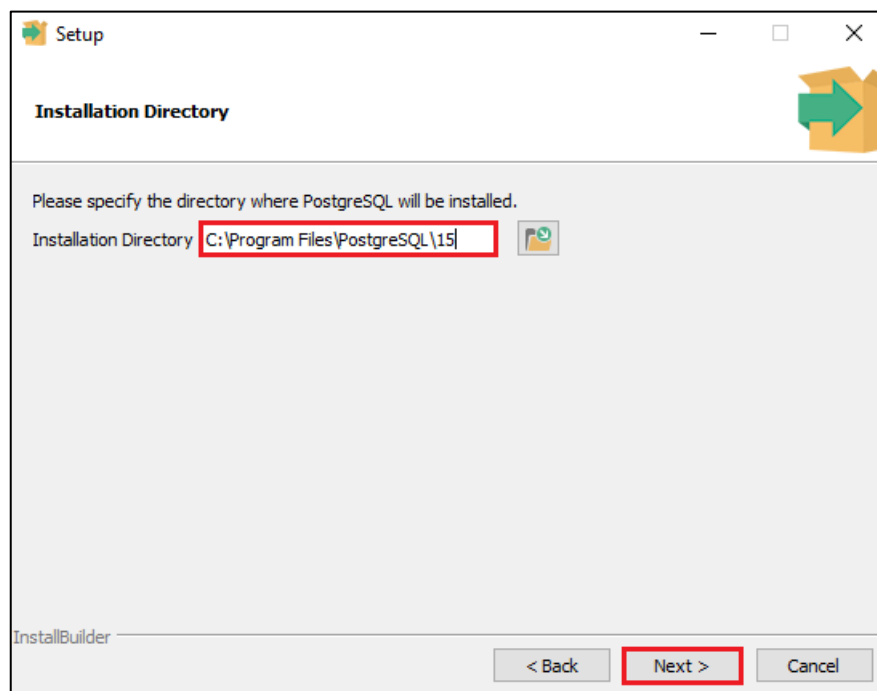 Setup
Installation Directory
Please specify the directory where PostgreSQL will be installed.
Installation Directory C:\Program Files\PostgreSQL\15
InstallBuilder
< Back Next > Cancel